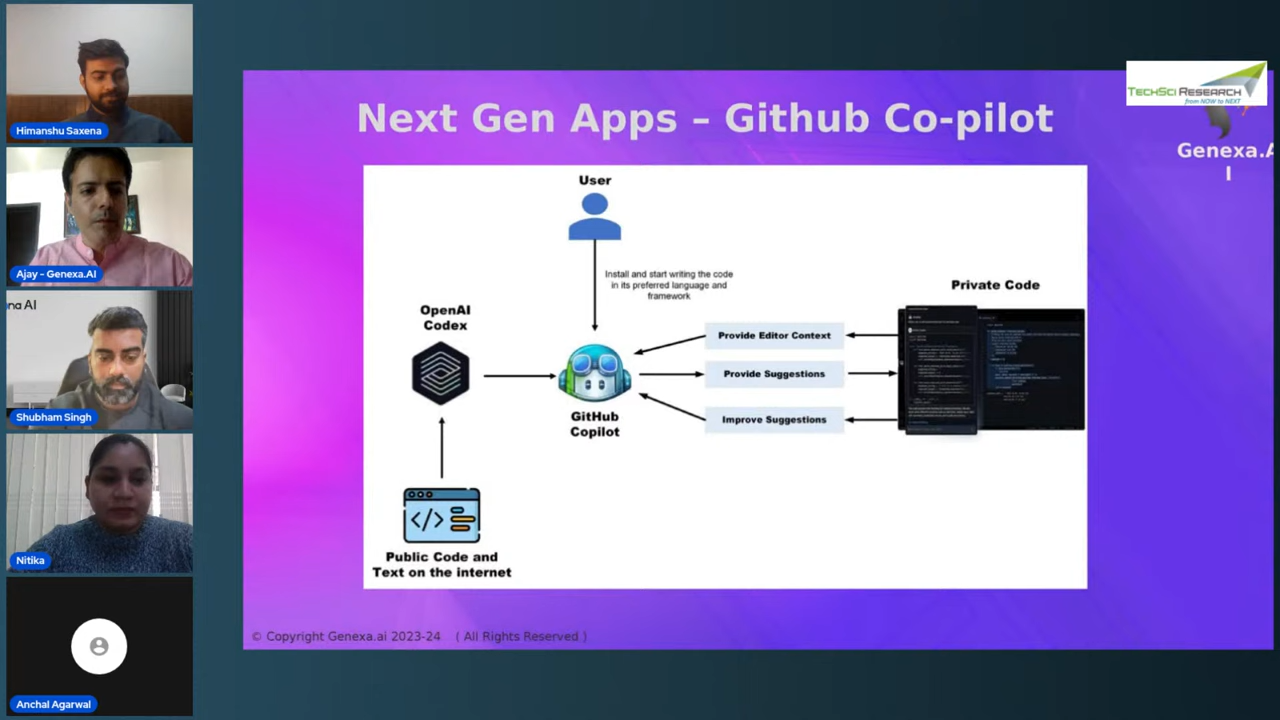 Himanshu Saxena
Ajay - Genexa.AI
na AI
Shubham Singh
Nitika
Anchal Agarwal
TechSci Research
from NOW to NEXT
Genexa.A
I
Next Gen Apps – Github Co-pilot
User
Install and start writing the code
in its preferred language and
framework
OpenAI
Codex
GitHub
Copilot
Provide Editor Context
Provide Suggestions
Improve Suggestions
Private Code
</>
Public Code and
Text on the internet
© Copyright Genexa.ai 2023-24 ( All Rights Reserved )